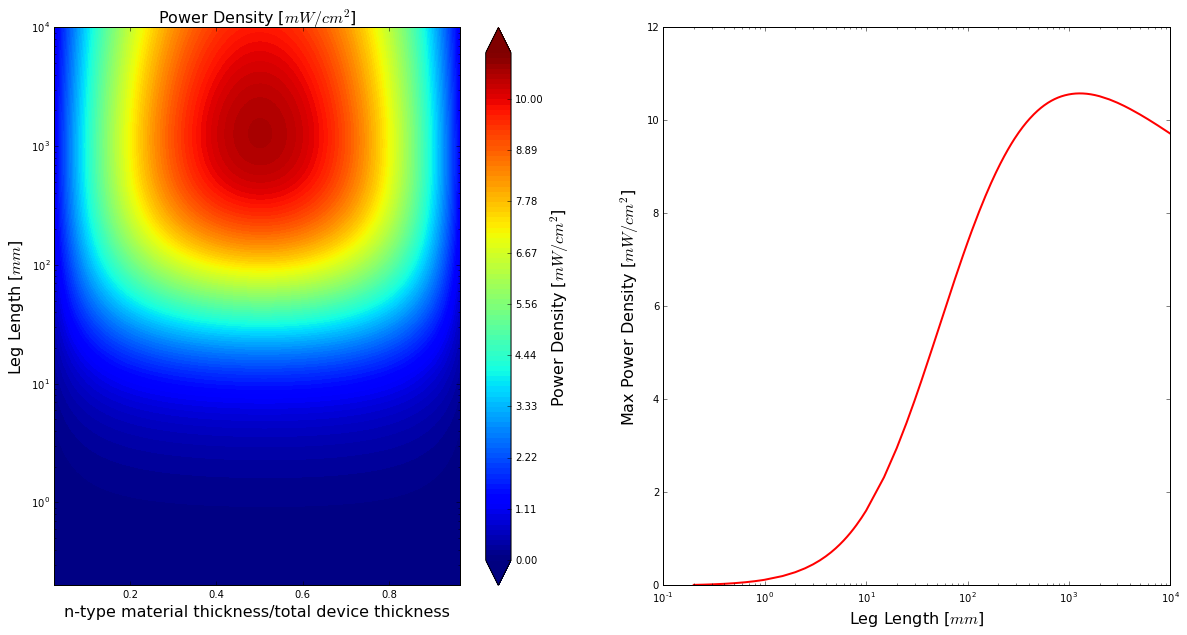 Power Density [mW/cm²]
10⁴
10³
10²
10¹
10⁰
Leg Length [mm]
0.2 0.4 0.6 0.8
n-type material thickness/total device thickness
10.00
8.89
7.78
6.67
5.56
4.44
3.33
2.22
1.11
0.00
Power Density [mW/cm²]
12
10
8
6
4
2
0
Max Power Density [mW/cm²]
10⁻¹ 10⁰ 10¹ 10² 10³ 10⁴
Leg Length [mm]